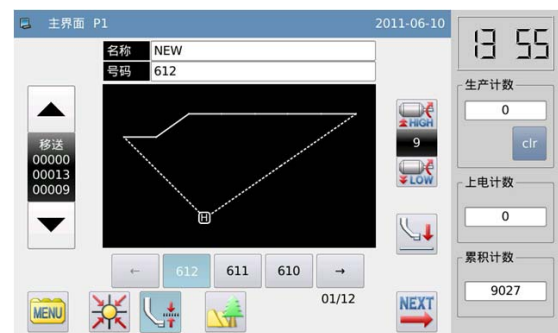 主界面 P1 2011-06-10
13 55
名称 NEW
号码 612
生产计数
0
clr
移送
00000
00013
00009
HIGH
9
LOW
上电计数
0
H
累积计数
9027
← 612 611 610 →
01/12
MENU
NEXT